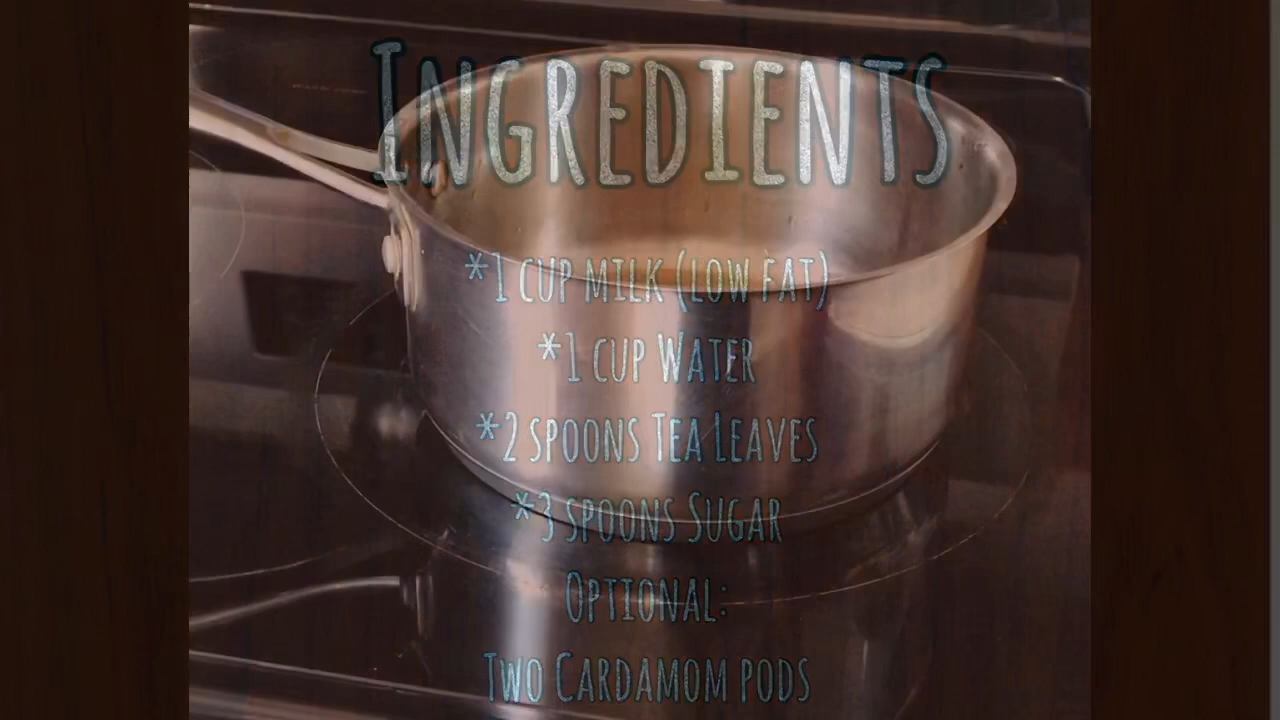 Ingredients
*1 cup milk (low fat)
*1 cup Water
*2 spoons Tea Leaves
*3 spoons Sugar
Optional:
Two Cardamom pods